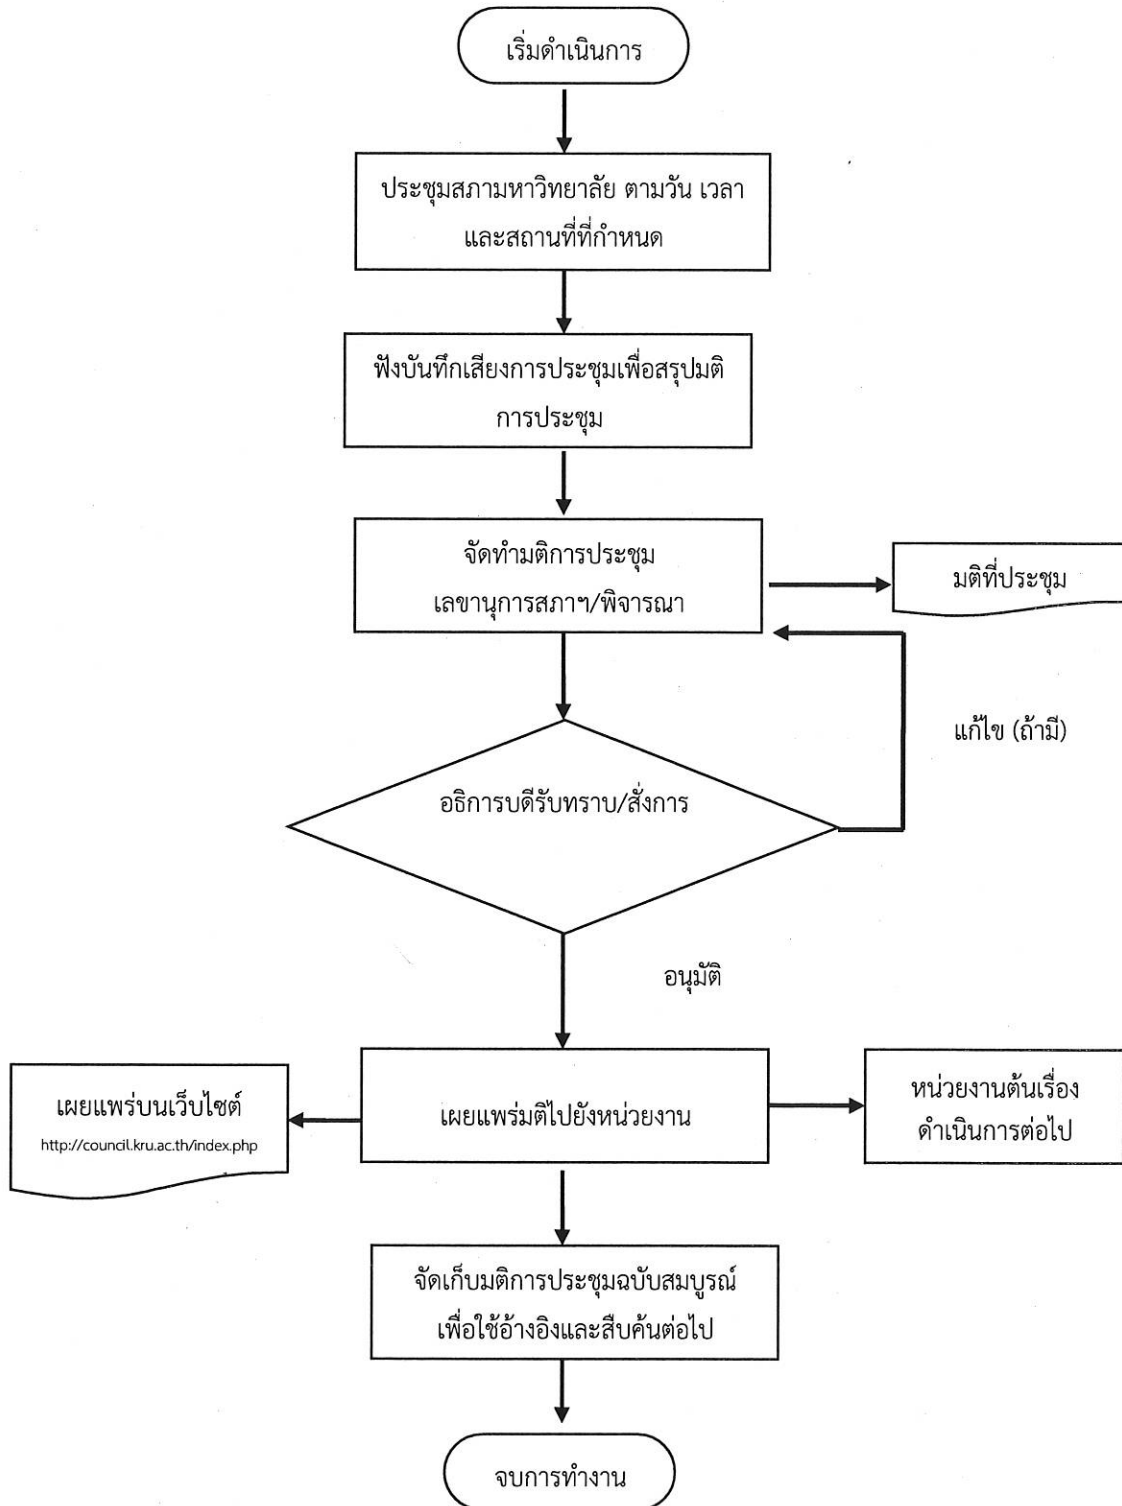 เริ่มดำเนินการ
ประชุมสภามหาวิทยาลัย ตามวัน เวลา
และสถานที่ที่กำหนด
ฟังบันทึกเสียงการประชุมเพื่อสรุปมติ
การประชุม
จัดทำมติการประชุม
เลขานุการสภาฯ/พิจารณา
มติที่ประชุม
แก้ไข (ถ้ามี)
อธิการบดีรับทราบ/สั่งการ
อนุมัติ
เผยแพร่บนเว็บไซต์
http://council.kru.ac.th/index.php
เผยแพร่มติไปยังหน่วยงาน
หน่วยงานต้นเรื่อง
ดำเนินการต่อไป
จัดเก็บมติการประชุมฉบับสมบูรณ์
เพื่อใช้อ้างอิงและสืบค้นต่อไป
จบการทำงาน